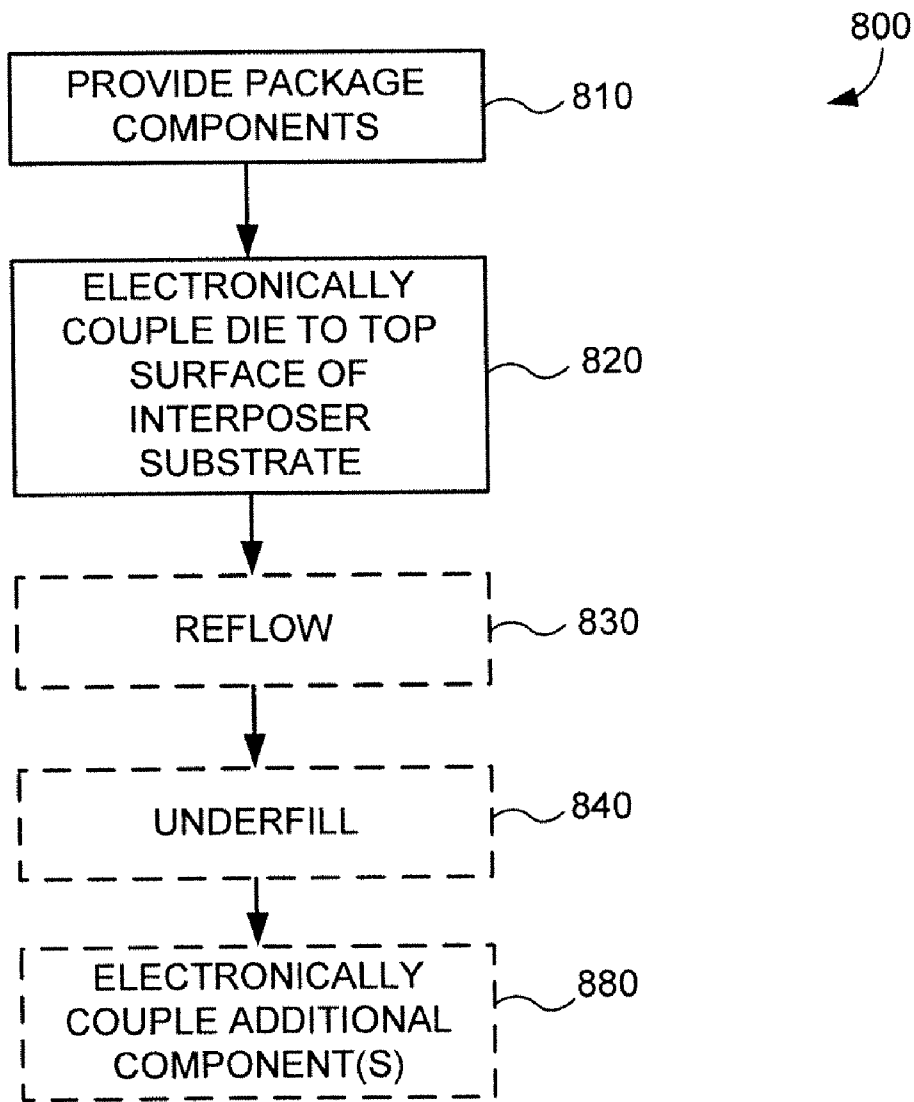 800
PROVIDE PACKAGE
COMPONENTS
810
ELECTRONICALLY
COUPLE DIE TO TOP
SURFACE OF
INTERPOSER
SUBSTRATE
820
REFLOW
830
UNDERFILL
840
ELECTRONICALLY
COUPLE ADDITIONAL
COMPONENT(S)
880